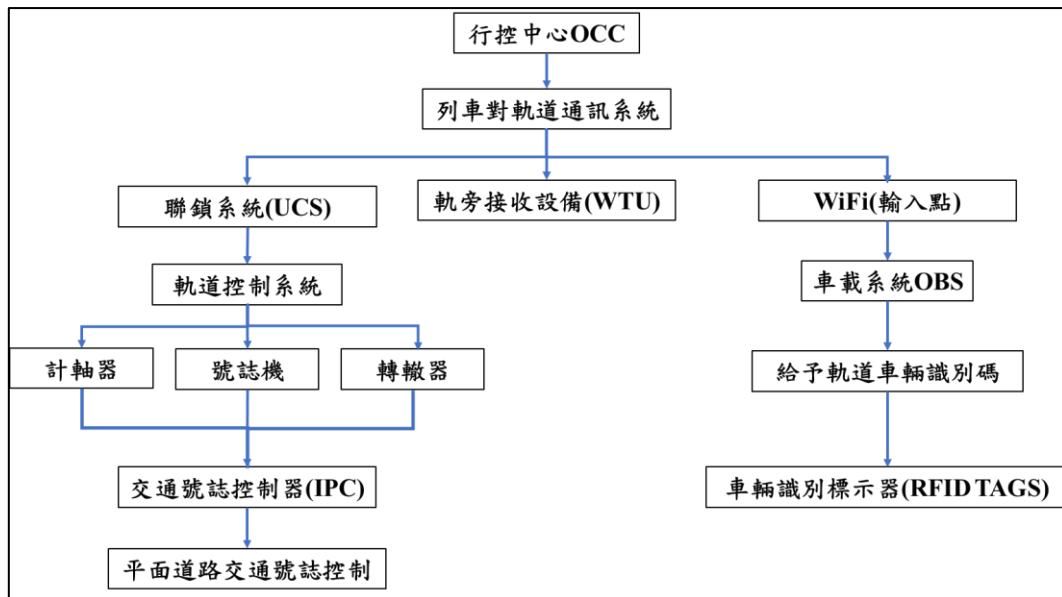 行控中心OCC
列車對軌道通訊系統
聯鎖系統(UCS)
軌旁接收設備(WTU)
WiFi(輸入點)
軌道控制系統
車載系統OBS
計軸器
號誌機
轉轍器
給予軌道車輛識別碼
交通號誌控制器(IPC)
車輛識別標示器(RFID TAGS)
平面道路交通號誌控制